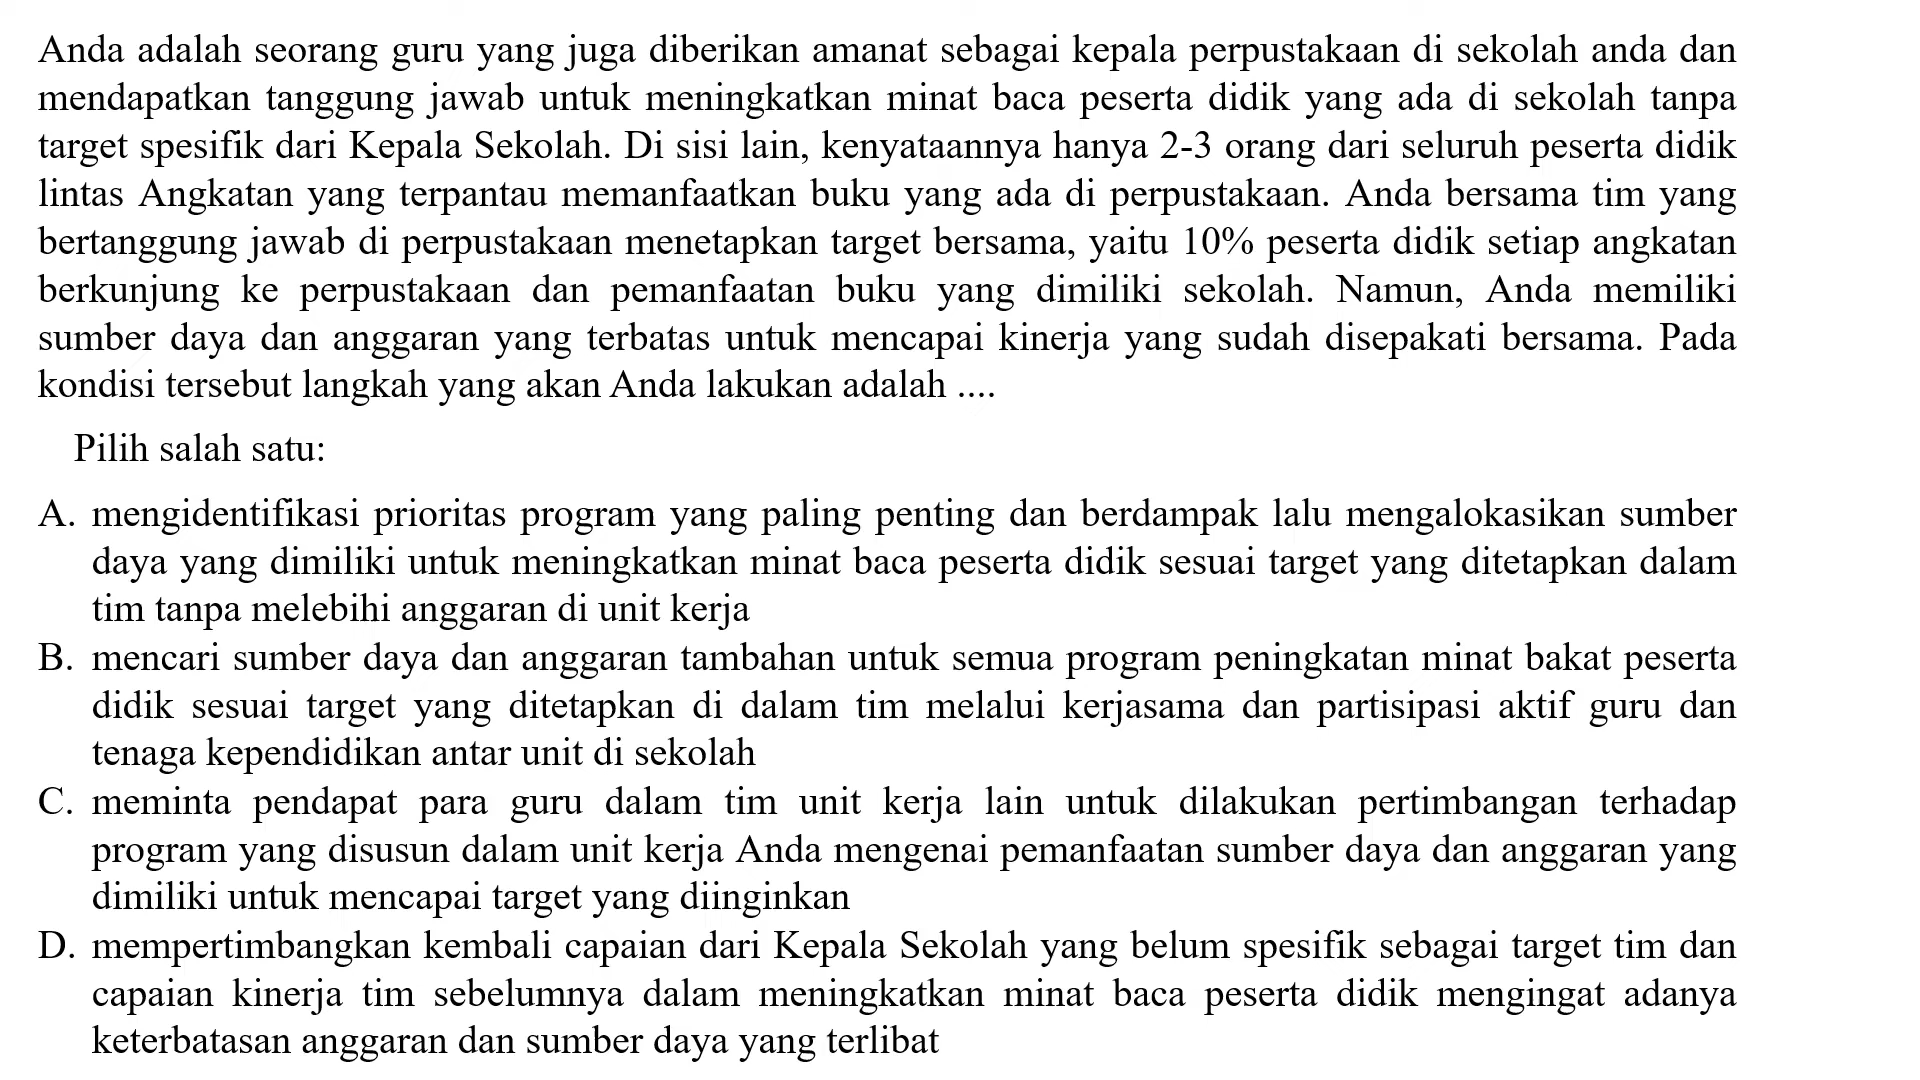 Anda adalah seorang guru yang juga diberikan amanat sebagai kepala perpustakaan di sekolah anda dan
mendapatkan tanggung jawab untuk meningkatkan minat baca peserta didik yang ada di sekolah tanpa
target spesifik dari Kepala Sekolah. Di sisi lain, kenyataannya hanya 2-3 orang dari seluruh peserta didik
lintas Angkatan yang terpantau memanfaatkan buku yang ada di perpustakaan. Anda bersama tim yang
bertanggung jawab di perpustakaan menetapkan target bersama, yaitu 10% peserta didik setiap angkatan
berkunjung ke perpustakaan dan pemanfaatan buku yang dimiliki sekolah. Namun, Anda memiliki
sumber daya dan anggaran yang terbatas untuk mencapai kinerja yang sudah disepakati bersama. Pada
kondisi tersebut langkah yang akan Anda lakukan adalah ....
Pilih salah satu:
A. mengidentifikasi prioritas program yang paling penting dan berdampak lalu mengalokasikan sumber
daya yang dimiliki untuk meningkatkan minat baca peserta didik sesuai target yang ditetapkan dalam
tim tanpa melebihi anggaran di unit kerja
B. mencari sumber daya dan anggaran tambahan untuk semua program peningkatan minat bakat peserta
didik sesuai target yang ditetapkan di dalam tim melalui kerjasama dan partisipasi aktif guru dan
tenaga kependidikan antar unit di sekolah
C. meminta pendapat para guru dalam tim unit kerja lain untuk dilakukan pertimbangan terhadap
program yang disusun dalam unit kerja Anda mengenai pemanfaatan sumber daya dan anggaran yang
dimiliki untuk mencapai target yang diinginkan
D. mempertimbangkan kembali capaian dari Kepala Sekolah yang belum spesifik sebagai target tim dan
capaian kinerja tim sebelumnya dalam meningkatkan minat baca peserta didik mengingat adanya
keterbatasan anggaran dan sumber daya yang terlibat